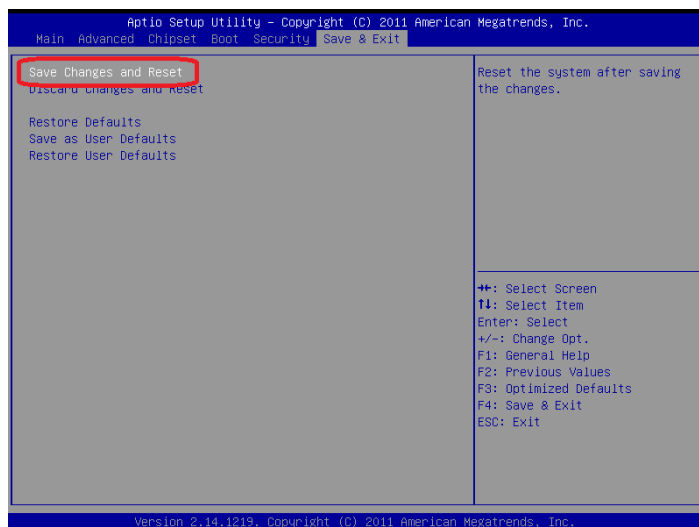 Aptio Setup Utility – Copyright (C) 2011 American Megatrends, Inc.
Main Advanced Chipset Boot Security Save & Exit
Save Changes and Reset
Discard Changes and Reset
Restore Defaults
Save as User Defaults
Restore User Defaults
Reset the system after saving
the changes.
→←: Select Screen
↑↓: Select Item
Enter: Select
+/-: Change Opt.
F1: General Help
F2: Previous Values
F3: Optimized Defaults
F4: Save & Exit
ESC: Exit
Version 2.14.1219. Copyright (C) 2011 American Megatrends, Inc.